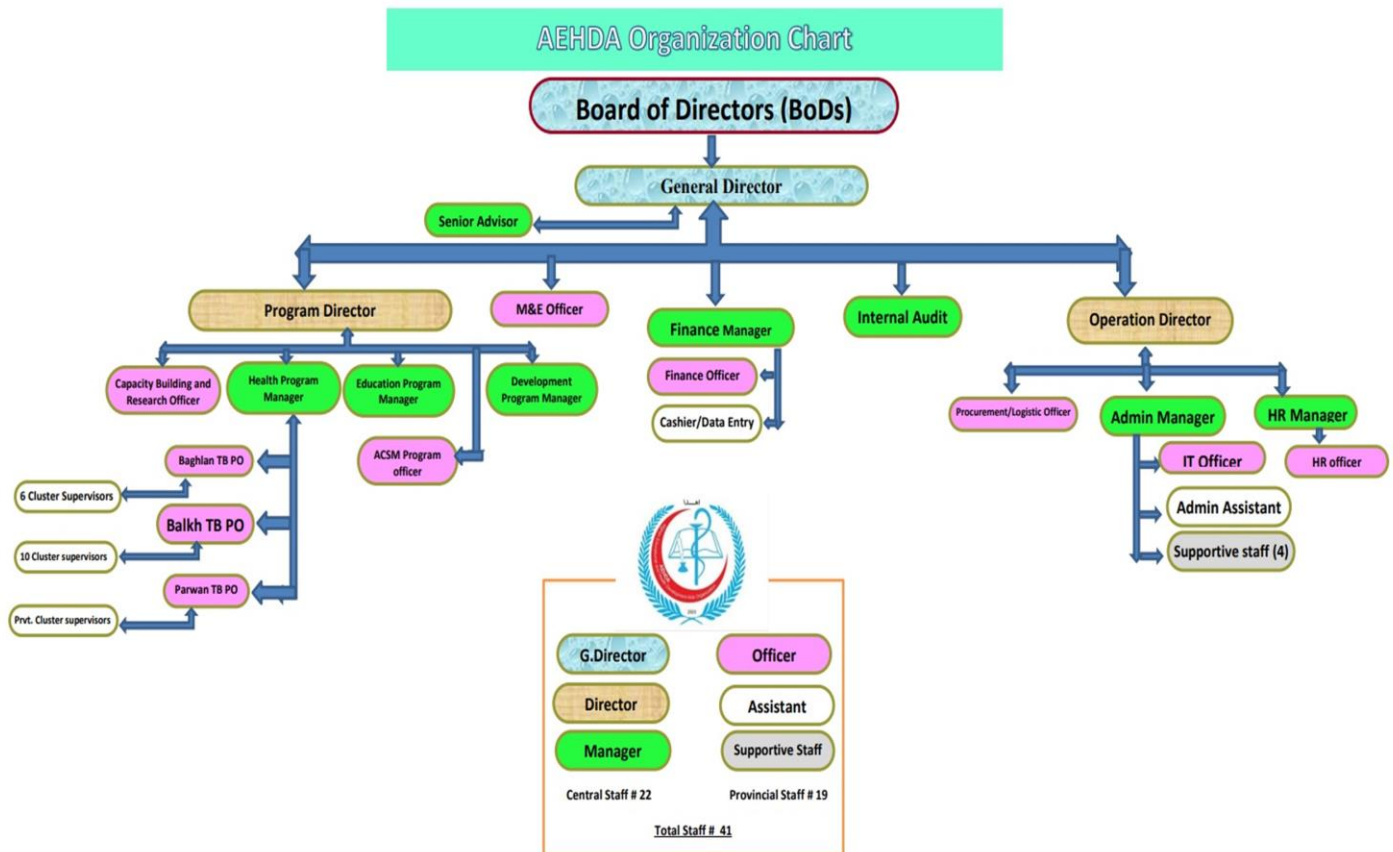 AEHDA Organization Chart
Board of Directors (BoDs)
General Director
Senior Advisor
Program Director
M&E Officer
Finance Manager
Internal Audit
Operation Director
Capacity Building and
Research Officer
Health Program
Manager
Education Program
Manager
Development
Program Manager
ACSM Program
officer
Finance Officer
Cashier/Data Entry
Procurement/Logistic Officer
Admin Manager
HR Manager
IT Officer
HR officer
Admin Assistant
Supportive staff (4)
Baghlan TB PO
6 Cluster Supervisors
Balkh TB PO
10 Cluster supervisors
Parwan TB PO
Prvt. Cluster supervisors
اهدا
G.Director
Officer
Director
Assistant
Manager
Supportive Staff
Central Staff # 22
Provincial Staff # 19
Total Staff # 41